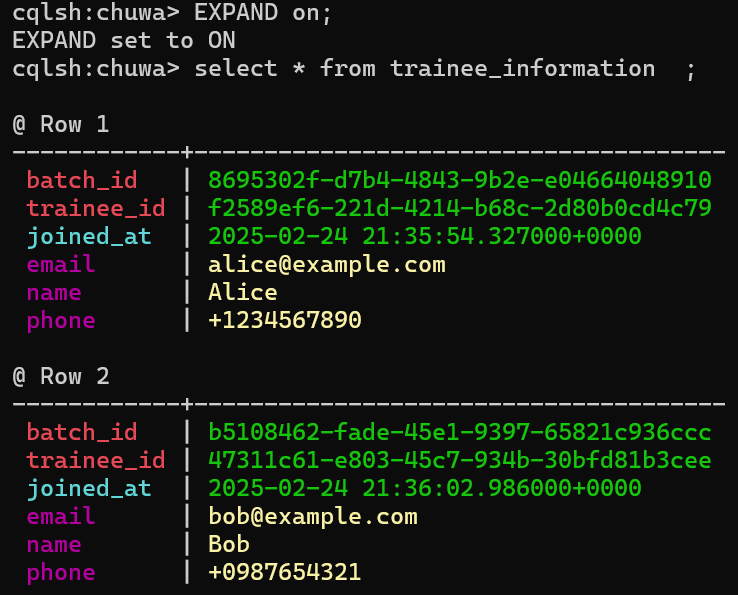 cqlsh:chuwa> EXPAND on;
EXPAND set to ON
cqlsh:chuwa> select * from trainee_information  ;
@ Row 1
------------+--------------------------------------
batch_id | 8695302f-d7b4-4843-9b2e-e04664048910
trainee_id | f2589ef6-221d-4214-b68c-2d80b0cd4c79
joined_at | 2025-02-24 21:35:54.327000+0000
email | alice@example.com
name | Alice
phone | +1234567890
@ Row 2
------------+--------------------------------------
batch_id | b5108462-fade-45e1-9397-65821c936ccc
trainee_id | 47311c61-e803-45c7-934b-30bfd81b3cee
joined_at | 2025-02-24 21:36:02.986000+0000
email | bob@example.com
name | Bob
phone | +0987654321